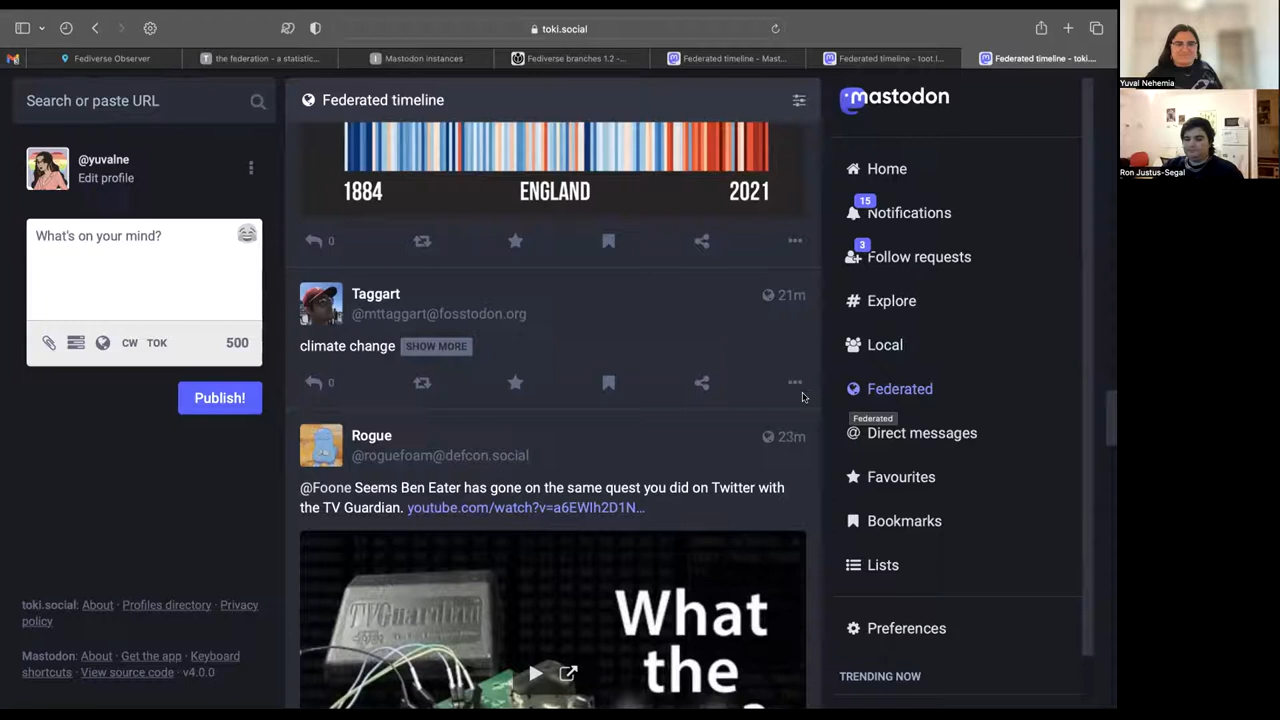 toki.social
Fediverse Observer
the federation - a statistic...
Mastodon instances
Fediverse branches 1.2 -...
Federated timeline - Mast...
Federated timeline - toot.l...
Federated timeline - toki....
Search or paste URL
@yuvalne
Edit profile
What's on your mind?
CW TOK 500
Publish!
toki.social: About · Profiles directory · Privacy
policy
Mastodon: About · Get the app · Keyboard
shortcuts · View source code · v4.0.0
Federated timeline
1884 ENGLAND 2021
0
Taggart
21m
@mttaggart@fosstodon.org
climate change SHOW MORE
0
Rogue
23m
@roguefoam@defcon.social
@Foone Seems Ben Eater has gone on the same quest you did on Twitter with
the TV Guardian. youtube.com/watch?v=a6EWIh2D1N...
TVGuardian
What
the
mastodon
Home
15
Notifications
3
Follow requests
# Explore
Local
Federated
Federated
@ Direct messages
Favourites
Bookmarks
Lists
Preferences
TRENDING NOW
Yuval Nehemia
Ron Justus-Segal